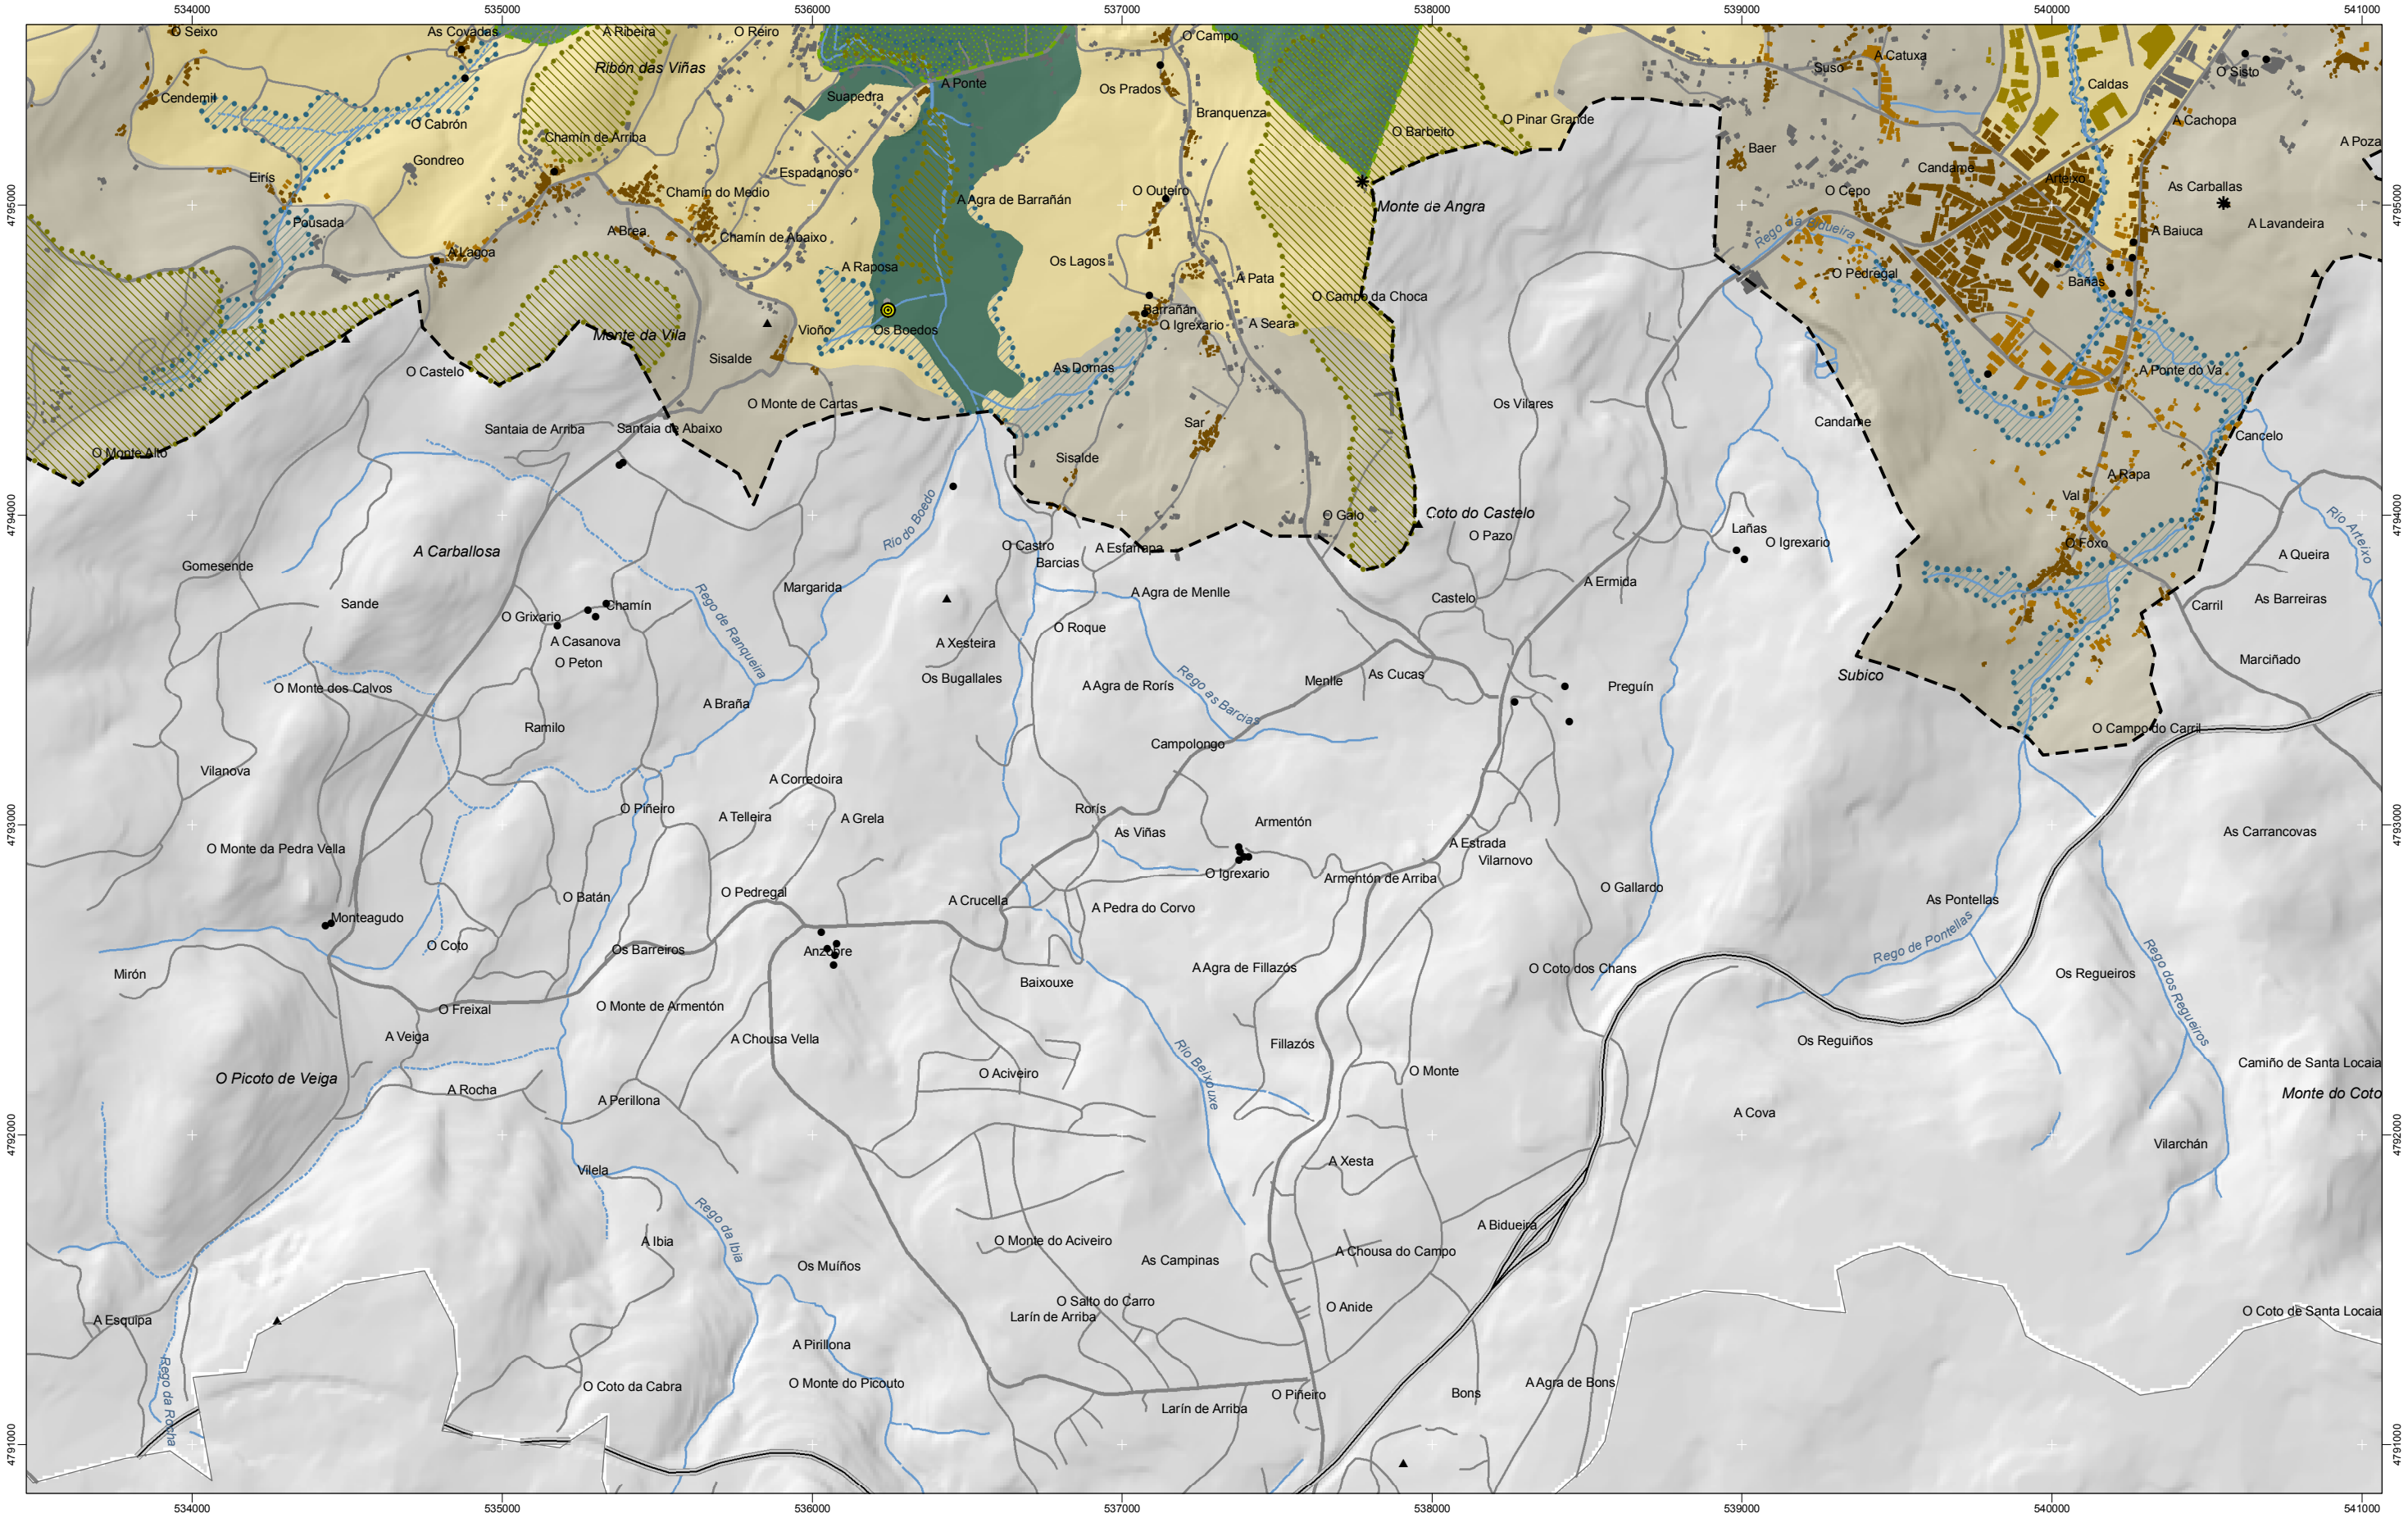 534000
535000
536000
537000
538000
539000
540000
541000
O Seixo
As Covadas
A Ribeira
O Reiro
O Campo
Suso
A Catuxa
O Sisto
Ribón das Viñas
Cendemil
Suapedra
A Ponte
Os Prados
Caldas
O Cabrón
Chamín de Arriba
Branquenza
O Barbeito
O Pinar Grande
A Cachopa
A Poza
Gondreo
Eirís
Espadanoso
Baer
Candame
Arteixo
Chamín do Medio
O Outeiro
O Cepo
As Carballas
4795000
4795000
A Agra de Barrañán
Monte de Angra
Pousada
A Brea
Chamín de Abaixo
Rego da Bidueira
A Baiuca
A Lavandeira
A Lagoa
A Raposa
Os Lagos
A Pata
O Pedregal
Bañas
O Campo da Choca
Barrañán
O Igrexario
A Seara
Monte da Vila
Vioño
Os Boedos
Sisalde
O Castelo
As Dornas
A Ponte do Va
O Monte de Cartas
Os Vilares
Santaia de Arriba
Santaia de Abaixo
Sar
Candame
Cancelo
O Monte Alto
Sisalde
A Rapa
Val
4794000
4794000
Río do Boedo
O Galo
Coto do Castelo
Río Arteixo
Lañas
O Igrexario
O Pazo
O Foxo
A Carballosa
O Castro
A Esfarrapa
A Queira
Gomesende
Barcias
A Ermida
Margarida
A Agra de Menlle
Castelo
Sande
Chamín
Rego de Ranqueira
As Barreiras
Carril
O Grixario
A Casanova
O Roque
A Xesteira
O Peton
Marciñado
O Monte dos Calvos
Os Bugallales
A Agra de Rorís
Rego as Barcias
Menlle
As Cucas
Preguín
Subico
A Braña
Ramilo
O Campo do Carril
Campolongo
Vilanova
A Corredoira
O Piñeiro
A Telleira
A Grela
Rorís
As Viñas
Armentón
4793000
4793000
As Carrancovas
O Monte da Pedra Vella
A Estrada
Vilarnovo
O Igrexario
Armentón de Arriba
O Batán
O Pedregal
A Crucella
A Pedra do Corvo
O Gallardo
As Pontellas
Monteagudo
O Coto
Os Barreiros
Anzobre
Rego de Pontellas
Mirón
Baixouxe
A Agra de Fillazós
O Coto dos Chans
Os Regueiros
Rego dos Regueiros
O Freixal
O Monte de Armentón
A Veiga
A Chousa Vella
Fillazós
Os Reguiños
O Picoto de Veiga
A Rocha
A Perillona
O Aciveiro
Río Beixouxe
O Monte
Camiño de Santa Locaia
Monte do Coto
A Cova
4792000
4792000
Vilarchán
Vilela
A Xesta
Rego da Ibia
A Ibia
O Monte do Aciveiro
A Bidueira
Os Muíños
As Campinas
A Chousa do Campo
O Salto do Carro
Larín de Arriba
O Anide
O Coto de Santa Locaia
A Esquipa
A Pirillona
Rego da Rocha
O Coto da Cabra
O Monte do Picouto
O Piñeiro
Bons
A Agra de Bons
Larín de Arriba
4791000
4791000
534000
535000
536000
537000
538000
539000
540000
541000